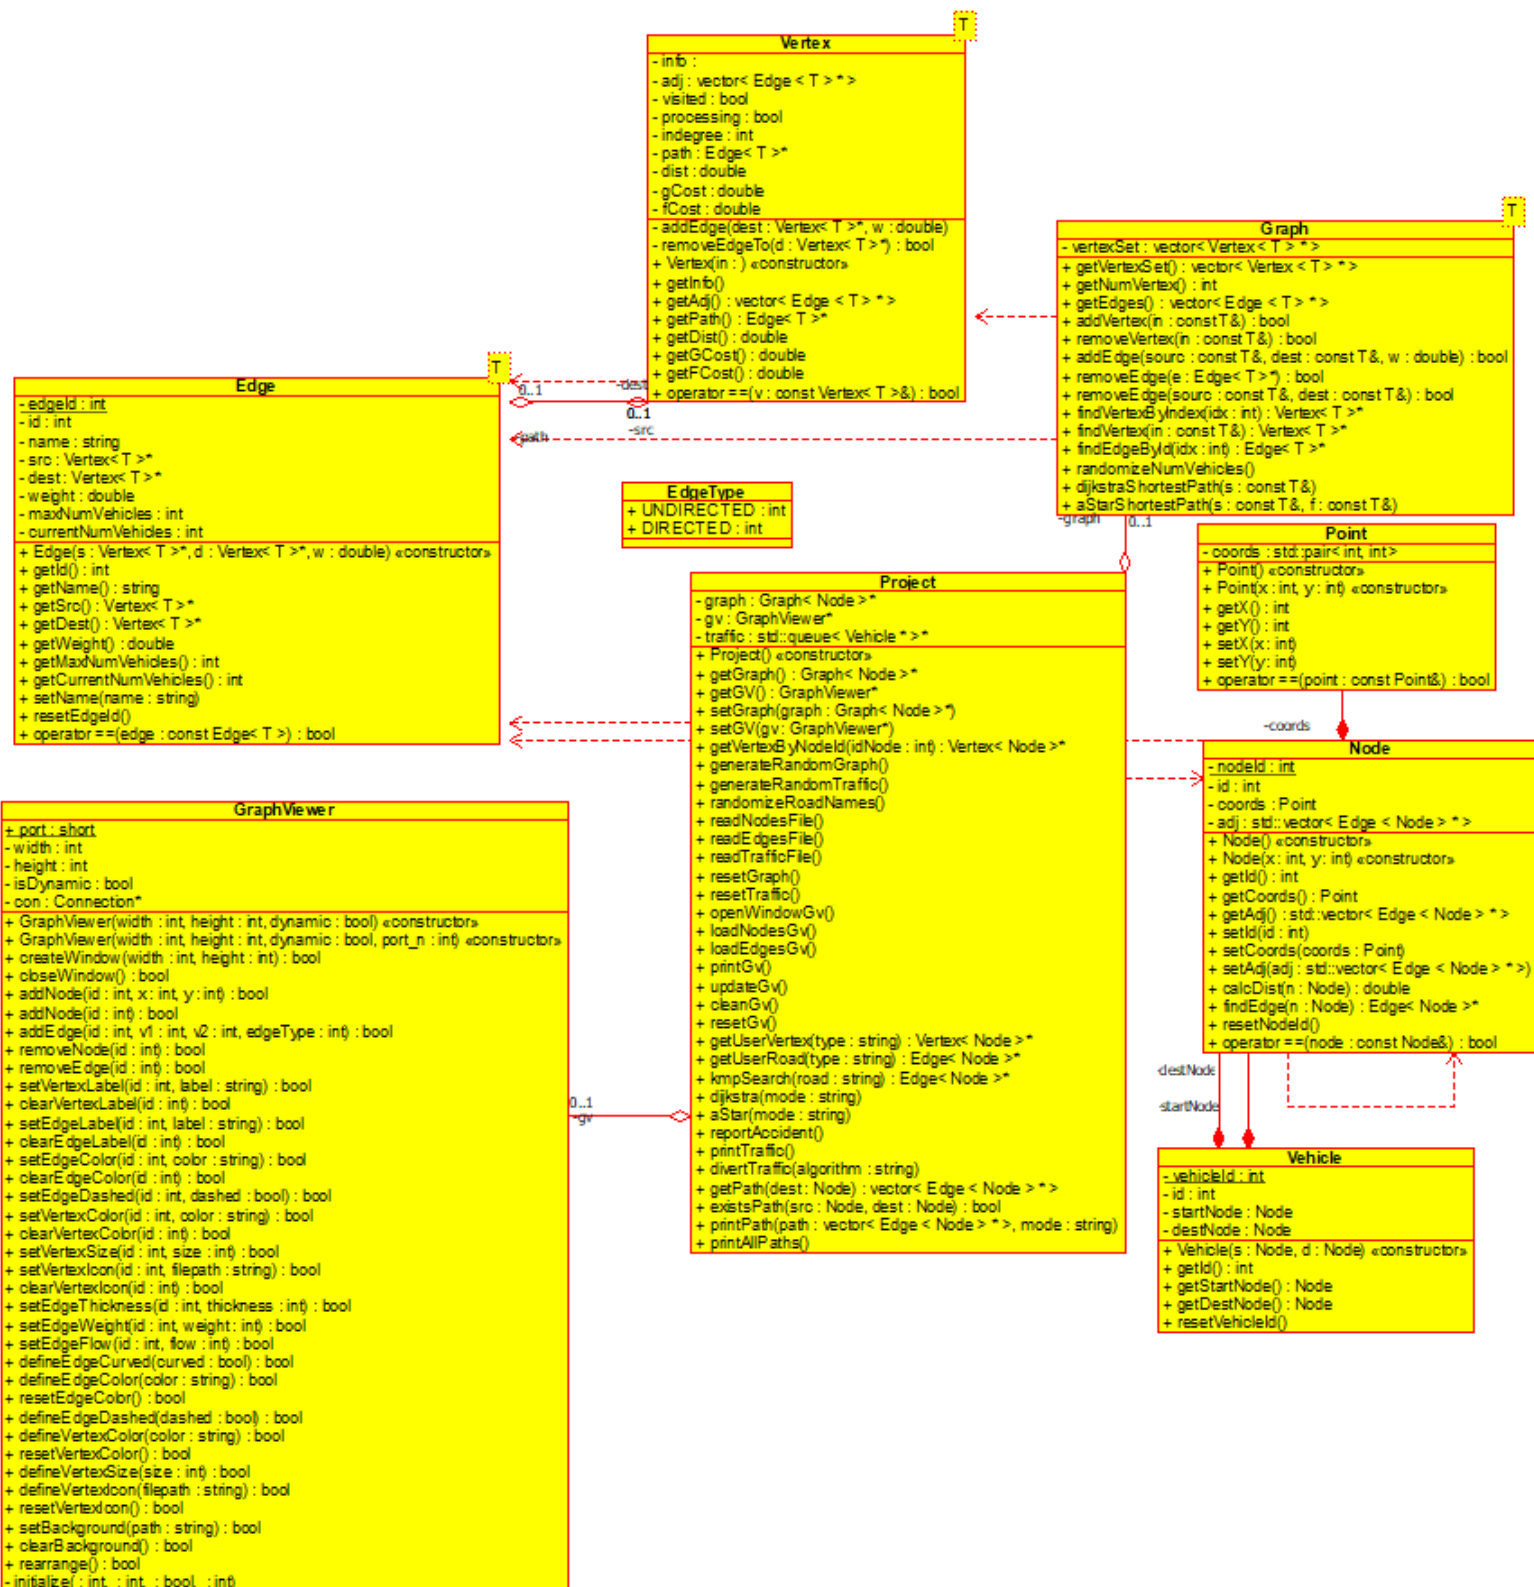 T
Vertex
- info :
- adj : vector< Edge < T > * >
- visited : bool
- processing : bool
- indegree : int
- path : Edge< T >*
- dist : double
- gCost : double
- fCost : double
- addEdge(dest : Vertex< T >*, w : double)
- removeEdgeTo(d : Vertex< T >*) : bool
+ Vertex(in : ) «constructor»
+ getInfo()
+ getAdj() : vector< Edge < T > * >
+ getPath() : Edge< T >*
+ getDist() : double
+ getGCost() : double
+ getFCost() : double
+ operator ==(v : const Vertex< T >&) : bool
T
Graph
- vertexSet : vector< Vertex < T > * >
+ getVertexSet() : vector< Vertex < T > * >
+ getNumVertex() : int
+ getEdges() : vector< Edge < T > * >
+ addVertex(in : const T&) : bool
+ removeVertex(in : const T&) : bool
+ addEdge(sourc : const T&, dest : const T&, w : double) : bool
+ removeEdge(e : Edge< T >*) : bool
+ removeEdge(sourc : const T&, dest : const T&) : bool
+ findVertexByIndex(idx : int) : Vertex< T >*
+ findVertex(in : const T&) : Vertex< T >*
+ findEdgeById(idx : int) : Edge< T >*
+ randomizeNumVehicles()
+ dijkstraShortestPath(s : const T&)
+ aStarShortestPath(s : const T&, f : const T&)
T
Edge
- edgeId : int
- id : int
- name : string
- src : Vertex< T >*
- dest : Vertex< T >*
- weight : double
- maxNumVehicles : int
- currentNumVehicles : int
+ Edge(s : Vertex< T >*, d : Vertex< T >*, w : double) «constructor»
+ getId() : int
+ getName() : string
+ getSrc() : Vertex< T >*
+ getDest() : Vertex< T >*
+ getWeight() : double
+ getMaxNumVehicles() : int
+ getCurrentNumVehicles() : int
+ setName(name : string)
+ resetEdgeId()
+ operator ==(edge : const Edge< T >) : bool
0..1
-dest
0..1
-src
-path
EdgeType
+ UNDIRECTED : int
+ DIRECTED : int
-graph
0..1
Point
- coords : std::pair< int, int>
+ Point() «constructor»
+ Point(x : int, y : int) «constructor»
+ getX() : int
+ getY() : int
+ setX(x : int)
+ setY(y : int)
+ operator ==(point : const Point&) : bool
-coords
Project
- graph : Graph< Node >*
- gv : GraphViewer*
- traffic : std::queue< Vehicle * >*
+ Project() «constructor»
+ getGraph() : Graph< Node >*
+ getGV() : GraphViewer*
+ setGraph(graph : Graph< Node >*)
+ setGV(gv : GraphViewer*)
+ getVertexByNodeId(idNode : int) : Vertex< Node >*
+ generateRandomGraph()
+ generateRandomTraffic()
+ randomizeRoadNames()
+ readNodesFile()
+ readEdgesFile()
+ readTrafficFile()
+ resetGraph()
+ resetTraffic()
+ openWindowGv()
+ loadNodesGv()
+ loadEdgesGv()
+ printGv()
+ updateGv()
+ cleanGv()
+ resetGv()
+ getUserVertex(type : string) : Vertex< Node >*
+ getUserRoad(type : string) : Edge< Node >*
+ kmpSearch(road : string) : Edge< Node >*
+ dijkstra(mode : string)
+ aStar(mode : string)
+ reportAccident()
+ printTraffic()
+ divertTraffic(algorithm : string)
+ getPath(dest : Node) : vector< Edge < Node > * >
+ existsPath(src : Node, dest : Node) : bool
+ printPath(path : vector< Edge < Node > * >, mode : string)
+ printAllPaths()
Node
- nodeId : int
- id : int
- coords : Point
- adj : std::vector< Edge < Node > * >
+ Node() «constructor»
+ Node(x : int, y : int) «constructor»
+ getId() : int
+ getCoords() : Point
+ getAdj() : std::vector< Edge < Node > * >
+ setId(id : int)
+ setCoords(coords : Point)
+ setAdj(adj : std::vector< Edge < Node > * >)
+ calcDist(n : Node) : double
+ findEdge(n : Node) : Edge< Node >*
+ resetNodeId()
+ operator ==(node : const Node&) : bool
-destNode
-startNode
Vehicle
- vehicleId : int
- id : int
- startNode : Node
- destNode : Node
+ Vehicle(s : Node, d : Node) «constructor»
+ getId() : int
+ getStartNode() : Node
+ getDestNode() : Node
+ resetVehicleId()
0..1
-gv
GraphViewer
+ port : short
- width : int
- height : int
- isDynamic : bool
- con : Connection*
+ GraphViewer(width : int, height : int, dynamic : bool) «constructor»
+ GraphViewer(width : int, height : int, dynamic : bool, port_n : int) «constructor»
+ createWindow(width : int, height : int) : bool
+ closeWindow() : bool
+ addNode(id : int, x : int, y : int) : bool
+ addNode(id : int) : bool
+ addEdge(id : int, v1 : int, v2 : int, edgeType : int) : bool
+ removeNode(id : int) : bool
+ removeEdge(id : int) : bool
+ setVertexLabel(id : int, label : string) : bool
+ clearVertexLabel(id : int) : bool
+ setEdgeLabel(id : int, label : string) : bool
+ clearEdgeLabel(id : int) : bool
+ setEdgeColor(id : int, color : string) : bool
+ clearEdgeColor(id : int) : bool
+ setEdgeDashed(id : int, dashed : bool) : bool
+ setVertexColor(id : int, color : string) : bool
+ clearVertexColor(id : int) : bool
+ setVertexSize(id : int, size : int) : bool
+ setVertexIcon(id : int, filepath : string) : bool
+ clearVertexIcon(id : int) : bool
+ setEdgeThickness(id : int, thickness : int) : bool
+ setEdgeWeight(id : int, weight : int) : bool
+ setEdgeFlow(id : int, flow : int) : bool
+ defineEdgeCurved(curved : bool) : bool
+ defineEdgeColor(color : string) : bool
+ resetEdgeColor() : bool
+ defineEdgeDashed(dashed : bool) : bool
+ defineVertexColor(color : string) : bool
+ resetVertexColor() : bool
+ defineVertexSize(size : int) : bool
+ defineVertexIcon(filepath : string) : bool
+ resetVertexIcon() : bool
+ setBackground(path : string) : bool
+ clearBackground() : bool
+ rearrange() : bool
- initialize( : int, : int, : bool, : int)